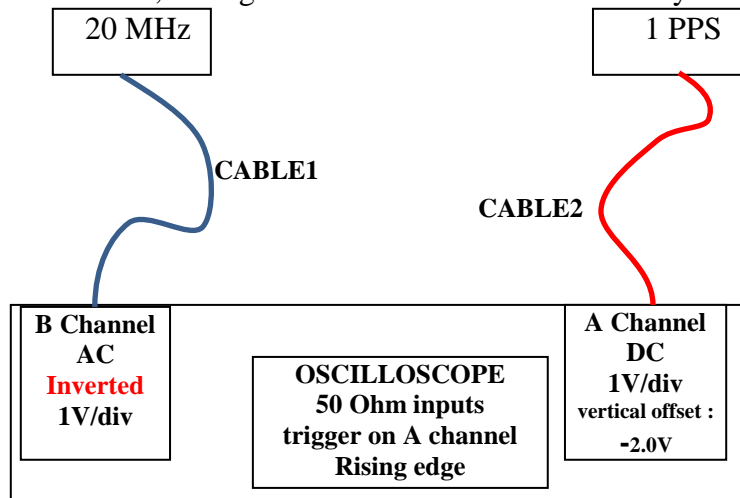 20 MHz
1 PPS
CABLE1
CABLE2
B Channel
AC
Inverted
1V/div
OSCILLOSCOPE
50 Ohm inputs
trigger on A channel
Rising edge
A Channel
DC
1V/div
vertical offset :
-2.0V